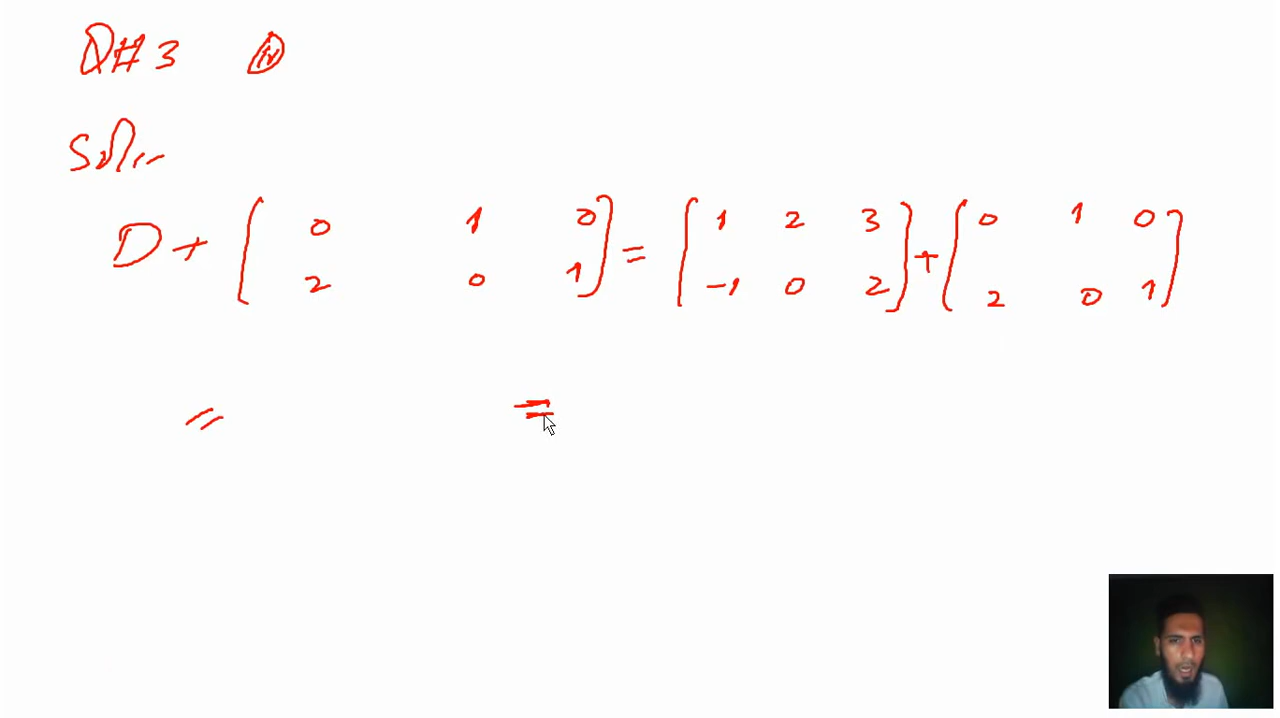 Q#3 (iv)
Soln
D + [ 0 1 0 ] = [ 1 2 3 ] + [ 0 1 0 ]
[ 2 0 1 ] [ -1 0 2 ] [ 2 0 1 ]
= =